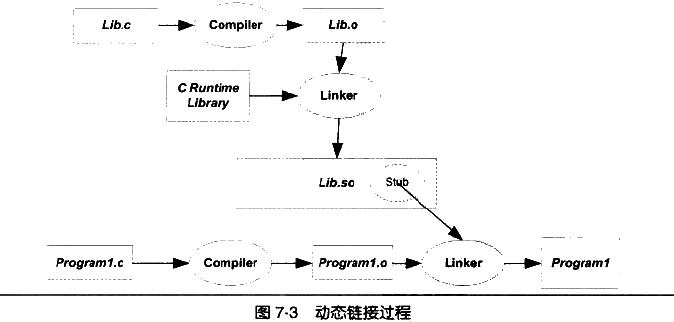 Lib.c
Compiler
Lib.o
C Runtime
Library
Linker
Lib.so
Stub
Program1.c
Compiler
Program1.o
Linker
Program1
图 7-3 动态链接过程